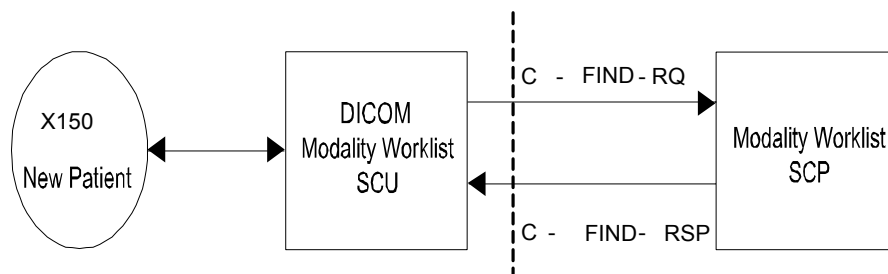 X150
New Patient
DICOM
Modality Worklist
SCU
C - FIND - RQ
C - FIND- RSP
Modality Worklist
SCP